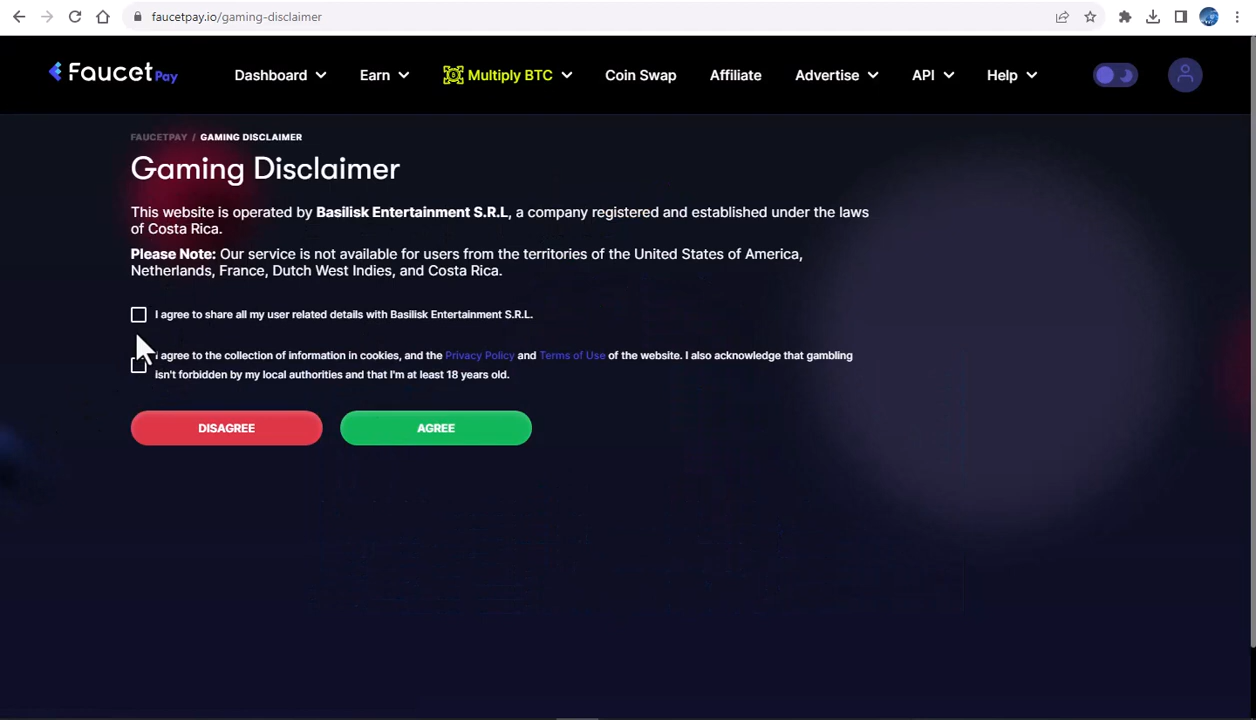 faucetpay.io/gaming-disclaimer
Faucet Pay
Dashboard
Earn
Multiply BTC
Coin Swap
Affiliate
Advertise
API
Help
FAUCETPAY / GAMING DISCLAIMER
Gaming Disclaimer
This website is operated by Basilisk Entertainment S.R.L, a company registered and established under the laws
of Costa Rica.
Please Note: Our service is not available for users from the territories of the United States of America,
Netherlands, France, Dutch West Indies, and Costa Rica.
I agree to share all my user related details with Basilisk Entertainment S.R.L.
I agree to the collection of information in cookies, and the Privacy Policy and Terms of Use of the website. I also acknowledge that gambling
isn't forbidden by my local authorities and that I'm at least 18 years old.
DISAGREE
AGREE